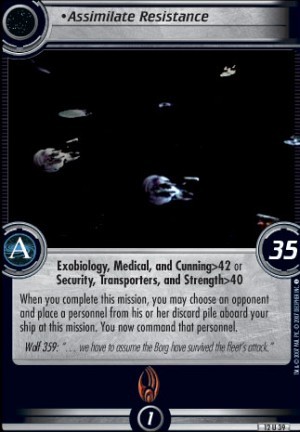 •Assimilate Resistance
A
35
Exobiology, Medical, and Cunning>42 or
Security, Transporters, and Strength>40
When you complete this mission, you may choose an opponent
and place a personnel from his or her discard pile aboard your
ship at this mission. You now command that personnel.
Wolf 359: “… we have to assume the Borg have survived the fleet’s attack.”
1